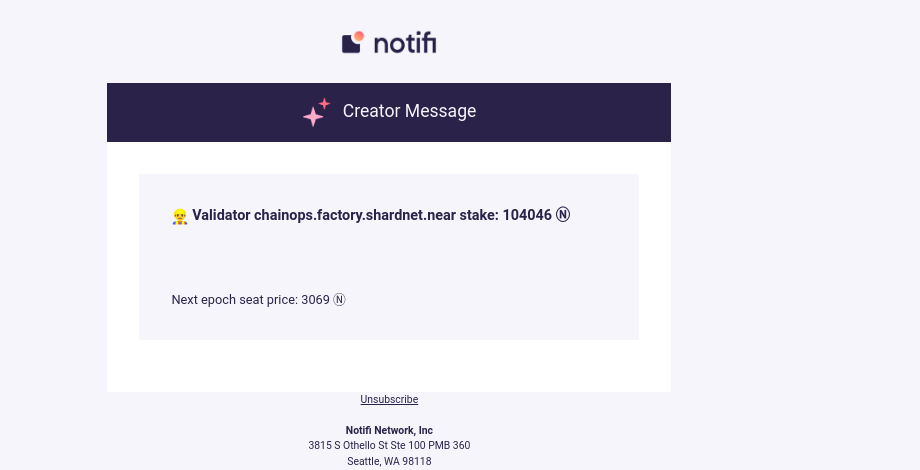 notifi
Creator Message
👷 Validator chainops.factory.shardnet.near stake: 104046 Ⓝ
Next epoch seat price: 3069 Ⓝ
Unsubscribe
Notifi Network, Inc
3815 S Othello St Ste 100 PMB 360
Seattle, WA 98118